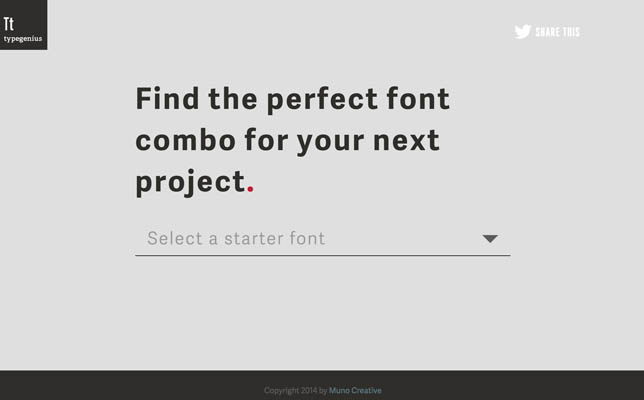 Tt
typegenius
SHARE THIS
Find the perfect font
combo for your next
project.
Select a starter font
Copyright 2014 by Muno Creative